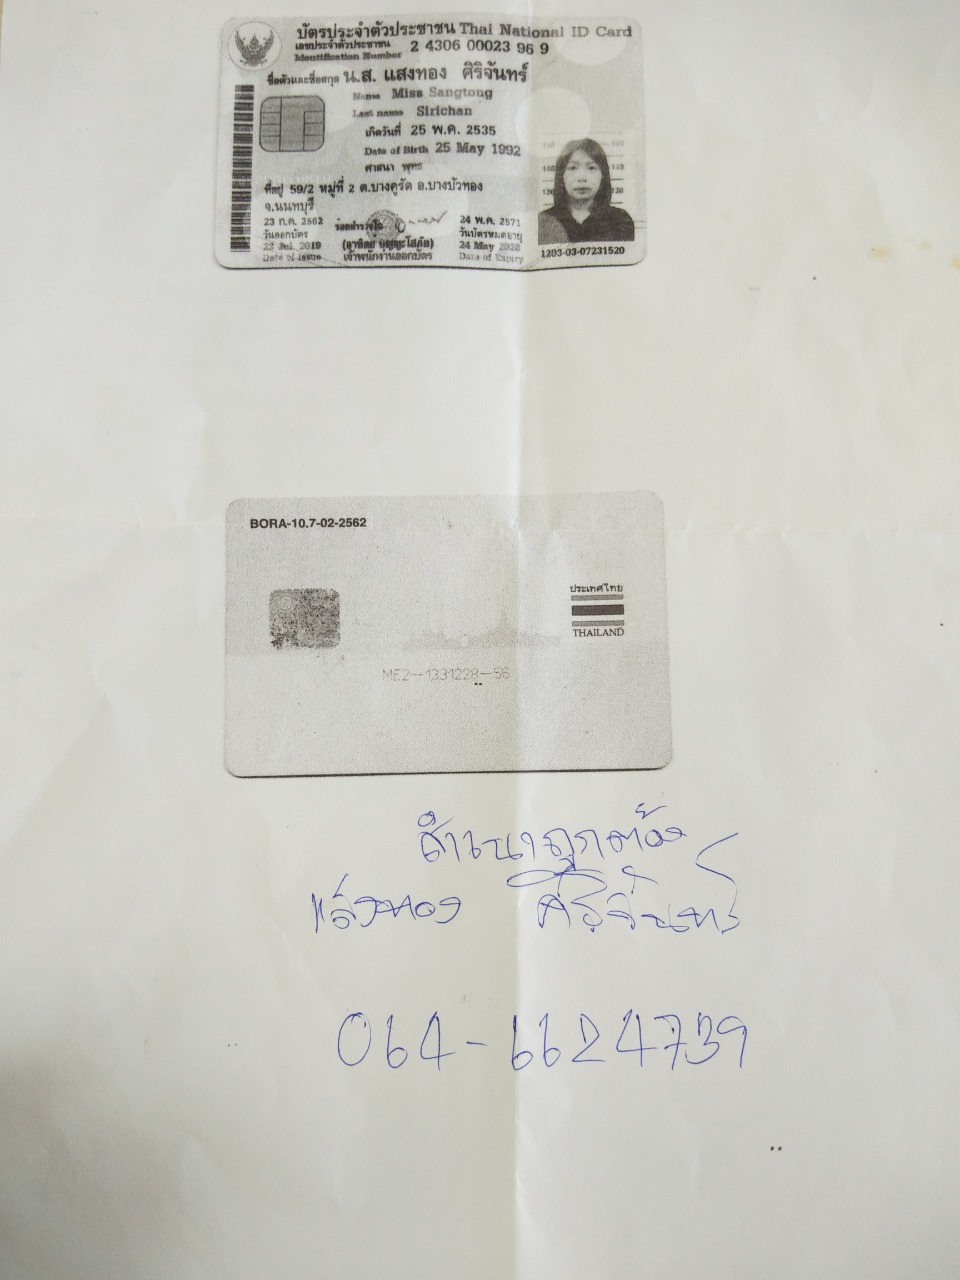 บัตรประจำตัวประชาชน Thai National ID Card
เลขประจำตัวประชาชน 2 4306 00023 96 9
Identification Number
ชื่อตัวและชื่อสกุล น.ส. แสงทอง ศิริจันทร์
Name Miss Sangtong
Last name Sirichan
เกิดวันที่ 25 พ.ค. 2535
Date of Birth 25 May 1992
ศาสนา พุทธ
ที่อยู่ 59/2 หมู่ที่ 2 ต.บางคูรัด อ.บางบัวทอง
จ.นนทบุรี
23 ก.ค. 2562
วันออกบัตร
23 Jul. 2019
Date of Issue
เจ้าพนักงานออกบัตร
24 พ.ค. 2571
วันบัตรหมดอายุ
24 May 2028
Date of Expiry
1203-03-07231520
BORA-10.7-02-2562
ประเทศไทย
THAILAND
ME2--1331228--56
สำเนาถูกต้อง
แสงทอง ศิริจันทร์
064-6624739